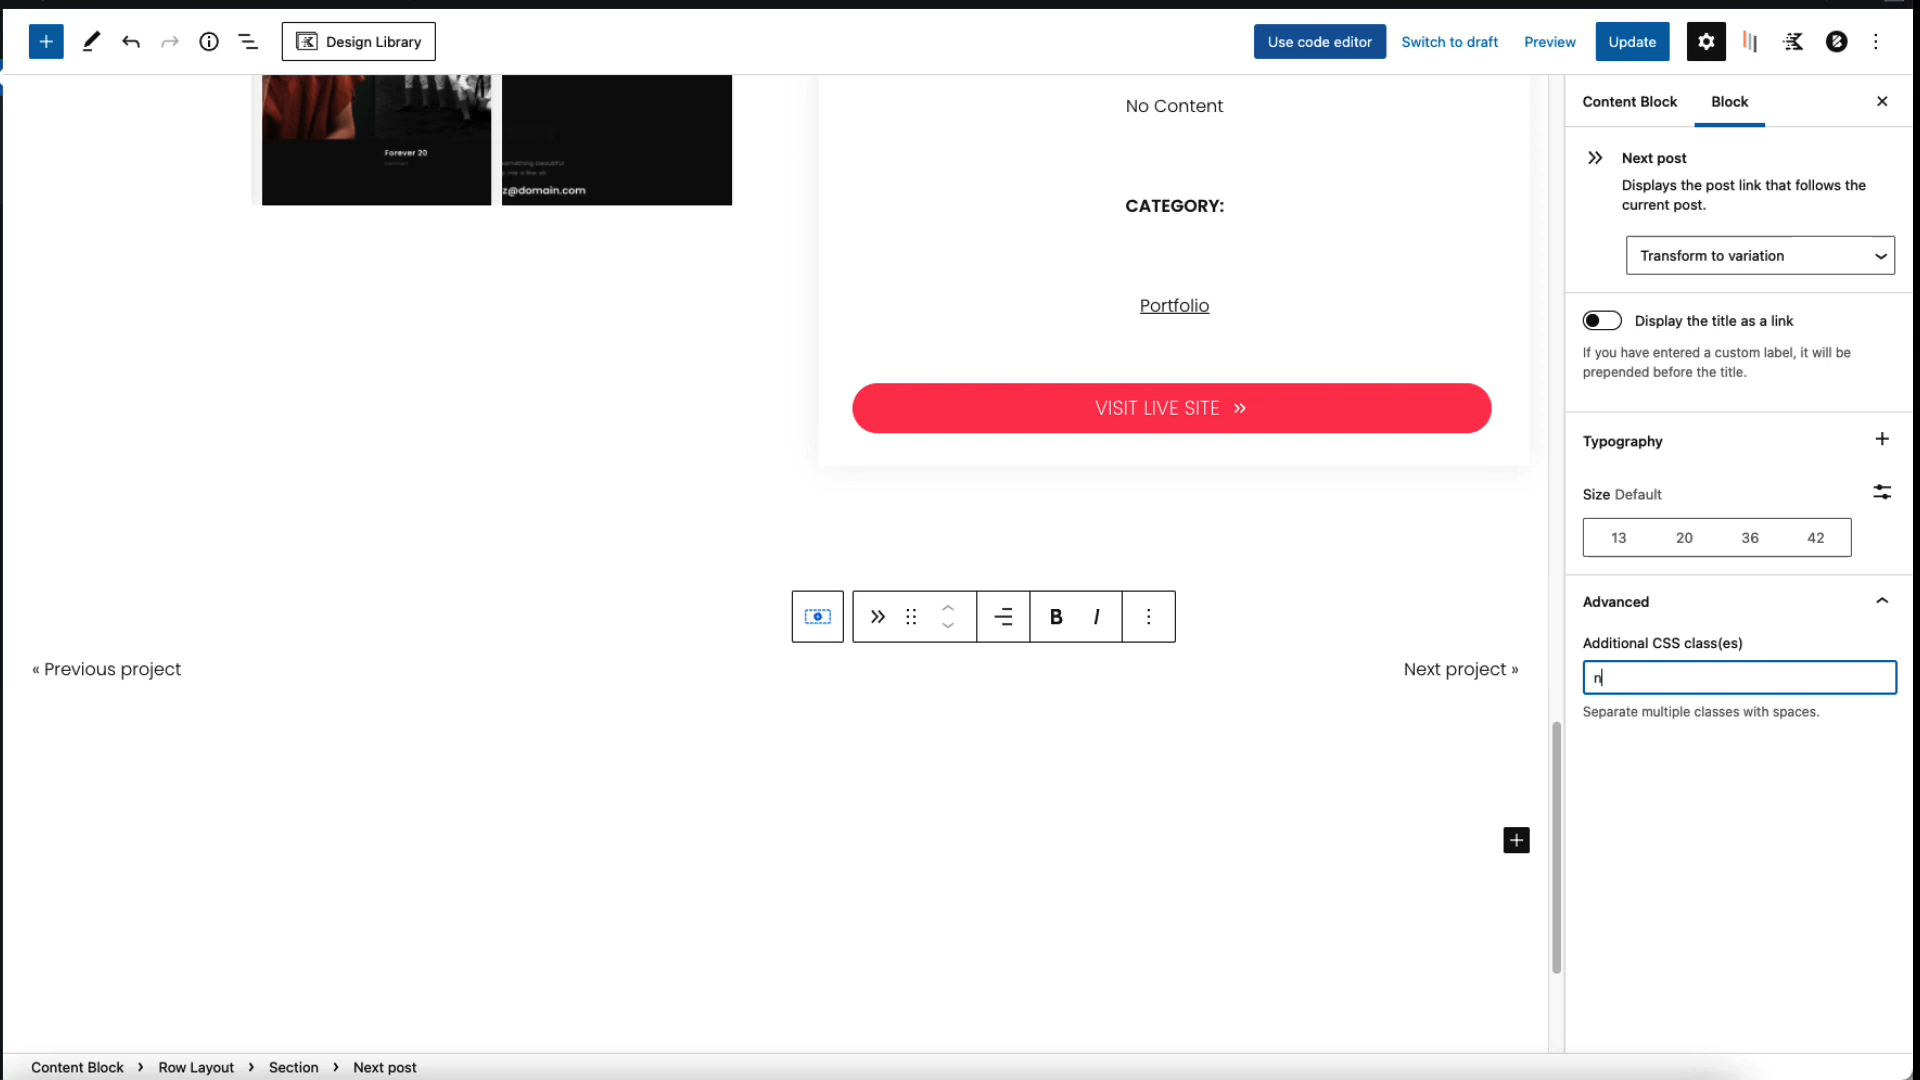 Design Library
Use code editor
Switch to draft
Preview
Update
Forever 20
something beautiful
z@domain.com
No Content
CATEGORY:
Portfolio
VISIT LIVE SITE »
B I
« Previous project
Next project »
Content Block
Block
Next post
Displays the post link that follows the
current post.
Transform to variation
Display the title as a link
If you have entered a custom label, it will be
prepended before the title.
Typography
Size Default
13 20 36 42
Advanced
Additional CSS class(es)
n
Separate multiple classes with spaces.
Content Block › Row Layout › Section › Next post